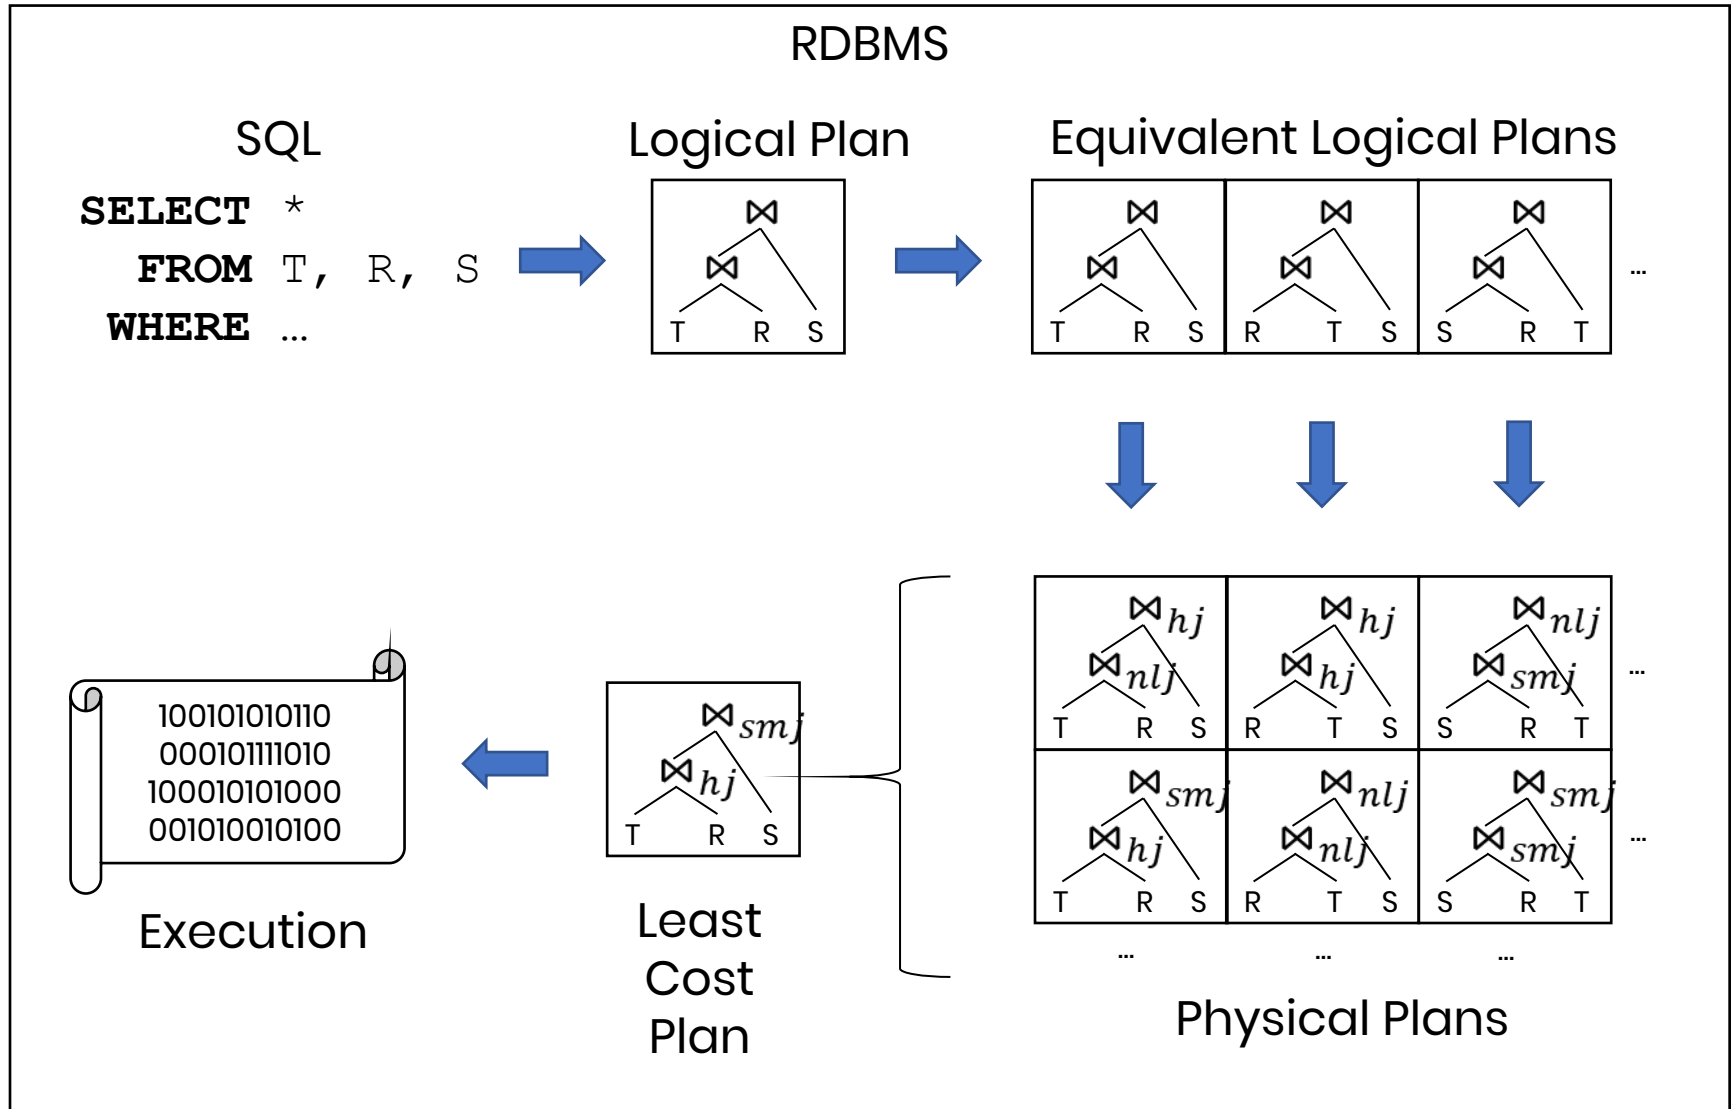 RDBMS
SQL
SELECT *
FROM T, R, S
WHERE ...
Logical Plan
⋈
⋈
T R S
Equivalent Logical Plans
⋈ ⋈ ⋈
⋈ ⋈ ⋈ ...
T R S R T S S R T
⋈hj ⋈hj ⋈nlj
⋈nlj ⋈hj ⋈smj ...
T R S R T S S R T
⋈smj ⋈nlj ⋈smj
⋈hj ⋈nlj ⋈smj ...
T R S R T S S R T
... ... ...
Physical Plans
⋈smj
⋈hj
T R S
Least
Cost
Plan
100101010110
000101111010
100010101000
001010010100
Execution